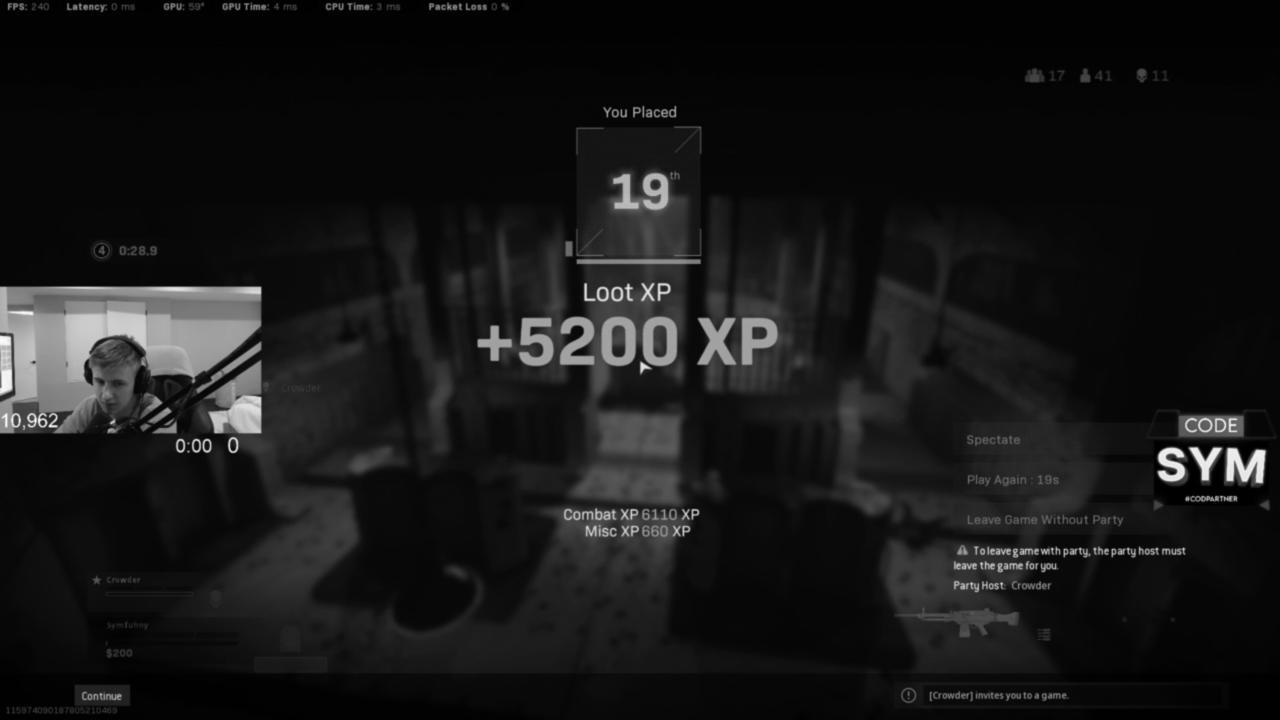 FPS: 240 Latency: 0 ms GPU: 59° GPU Time: 4 ms CPU Time: 3 ms Packet Loss 0 %
17 41 11
You Placed
19th
4 0:28.9
Loot XP
+5200 XP
Crowder
10,962
0:00 0
CODE
SYM
#CODPARTNER
Spectate
Play Again : 19s
Leave Game Without Party
Combat XP 6110 XP
Misc XP 660 XP
To leave game with party, the party host must
leave the game for you.
Party Host: Crowder
Crowder
Symfuhny
$200
Continue
[Crowder] invites you to a game.